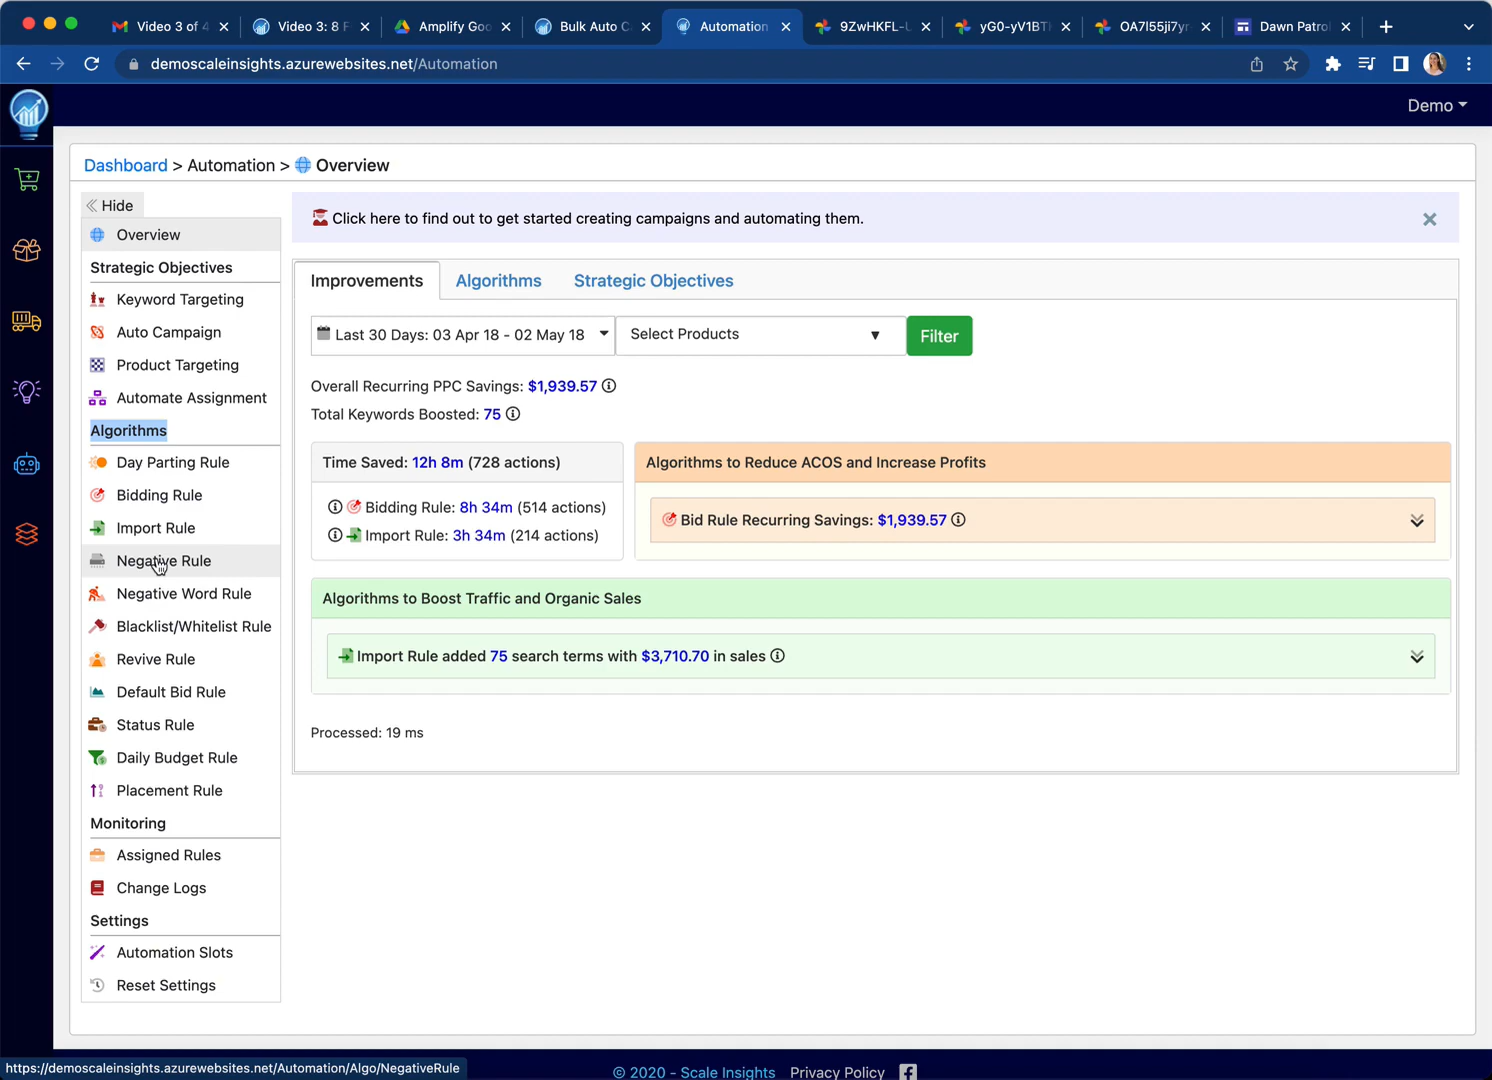 Video 3 of 4
Video 3: 8 F
Amplify Goo
Bulk Auto C
Automation
9ZwHKFL-U
yG0-yV1BTI
OA7l55ji7yr
Dawn Patro
demoscaleinsights.azurewebsites.net/Automation
Demo
Dashboard > Automation > Overview
Hide
Overview
Strategic Objectives
Keyword Targeting
Auto Campaign
Product Targeting
Automate Assignment
Algorithms
Day Parting Rule
Bidding Rule
Import Rule
Negative Rule
Negative Word Rule
Blacklist/Whitelist Rule
Revive Rule
Default Bid Rule
Status Rule
Daily Budget Rule
Placement Rule
Monitoring
Assigned Rules
Change Logs
Settings
Automation Slots
Reset Settings
Click here to find out to get started creating campaigns and automating them.
Improvements
Algorithms
Strategic Objectives
Last 30 Days: 03 Apr 18 - 02 May 18
Select Products
Filter
Overall Recurring PPC Savings: $1,939.57
Total Keywords Boosted: 75
Time Saved: 12h 8m (728 actions)
Bidding Rule: 8h 34m (514 actions)
Import Rule: 3h 34m (214 actions)
Algorithms to Reduce ACOS and Increase Profits
Bid Rule Recurring Savings: $1,939.57
Algorithms to Boost Traffic and Organic Sales
Import Rule added 75 search terms with $3,710.70 in sales
Processed: 19 ms
https://demoscaleinsights.azurewebsites.net/Automation/Algo/NegativeRule
© 2020 - Scale Insights Privacy Policy